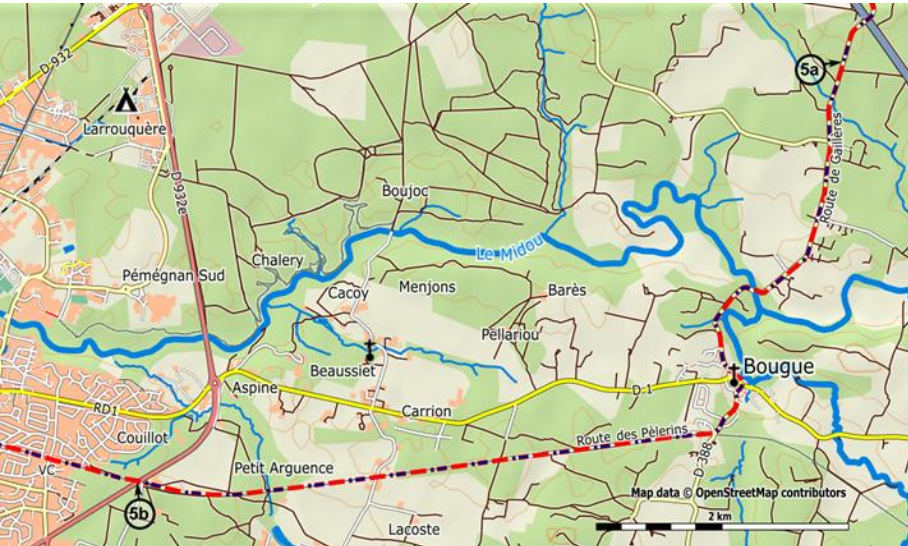 D-932
5a
Larrouquère
Route de Gaillères
D-932e
Boujoc
Le Midou
Chalery
Pémégnan Sud
Cacoy
Menjons
Barès
Pellariou
Beaussiet
Bougue
Aspine
D.1
RD1
Carrion
Couillot
Route des Pèlerins
VC
Petit Arguence
D 388
Map data © OpenStreetMap contributors
5b
2 km
Lacoste